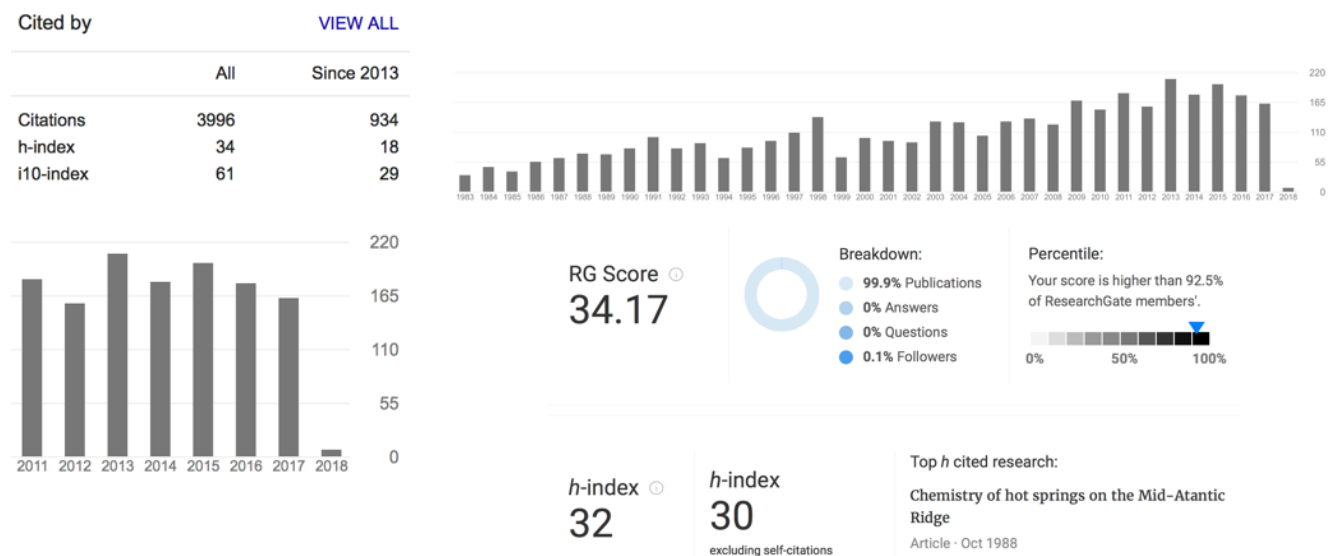 Cited by VIEW ALL
All Since 2013
Citations 3996 934
h-index 34 18
i10-index 61 29
220
165
110
55
0
2011 2012 2013 2014 2015 2016 2017 2018
220
165
110
55
0
1983 1984 1985 1986 1987 1988 1989 1990 1991 1992 1993 1994 1995 1996 1997 1998 1999 2000 2001 2002 2003 2004 2005 2006 2007 2008 2009 2010 2011 2012 2013 2014 2015 2016 2017 2018
RG Score
34.17
Breakdown:
99.9% Publications
0% Answers
0% Questions
0.1% Followers
Percentile:
Your score is higher than 92.5%
of ResearchGate members'.
0% 50% 100%
h-index
32
h-index
30
excluding self-citations
Top h cited research:
Chemistry of hot springs on the Mid-Atantic
Ridge
Article · Oct 1988